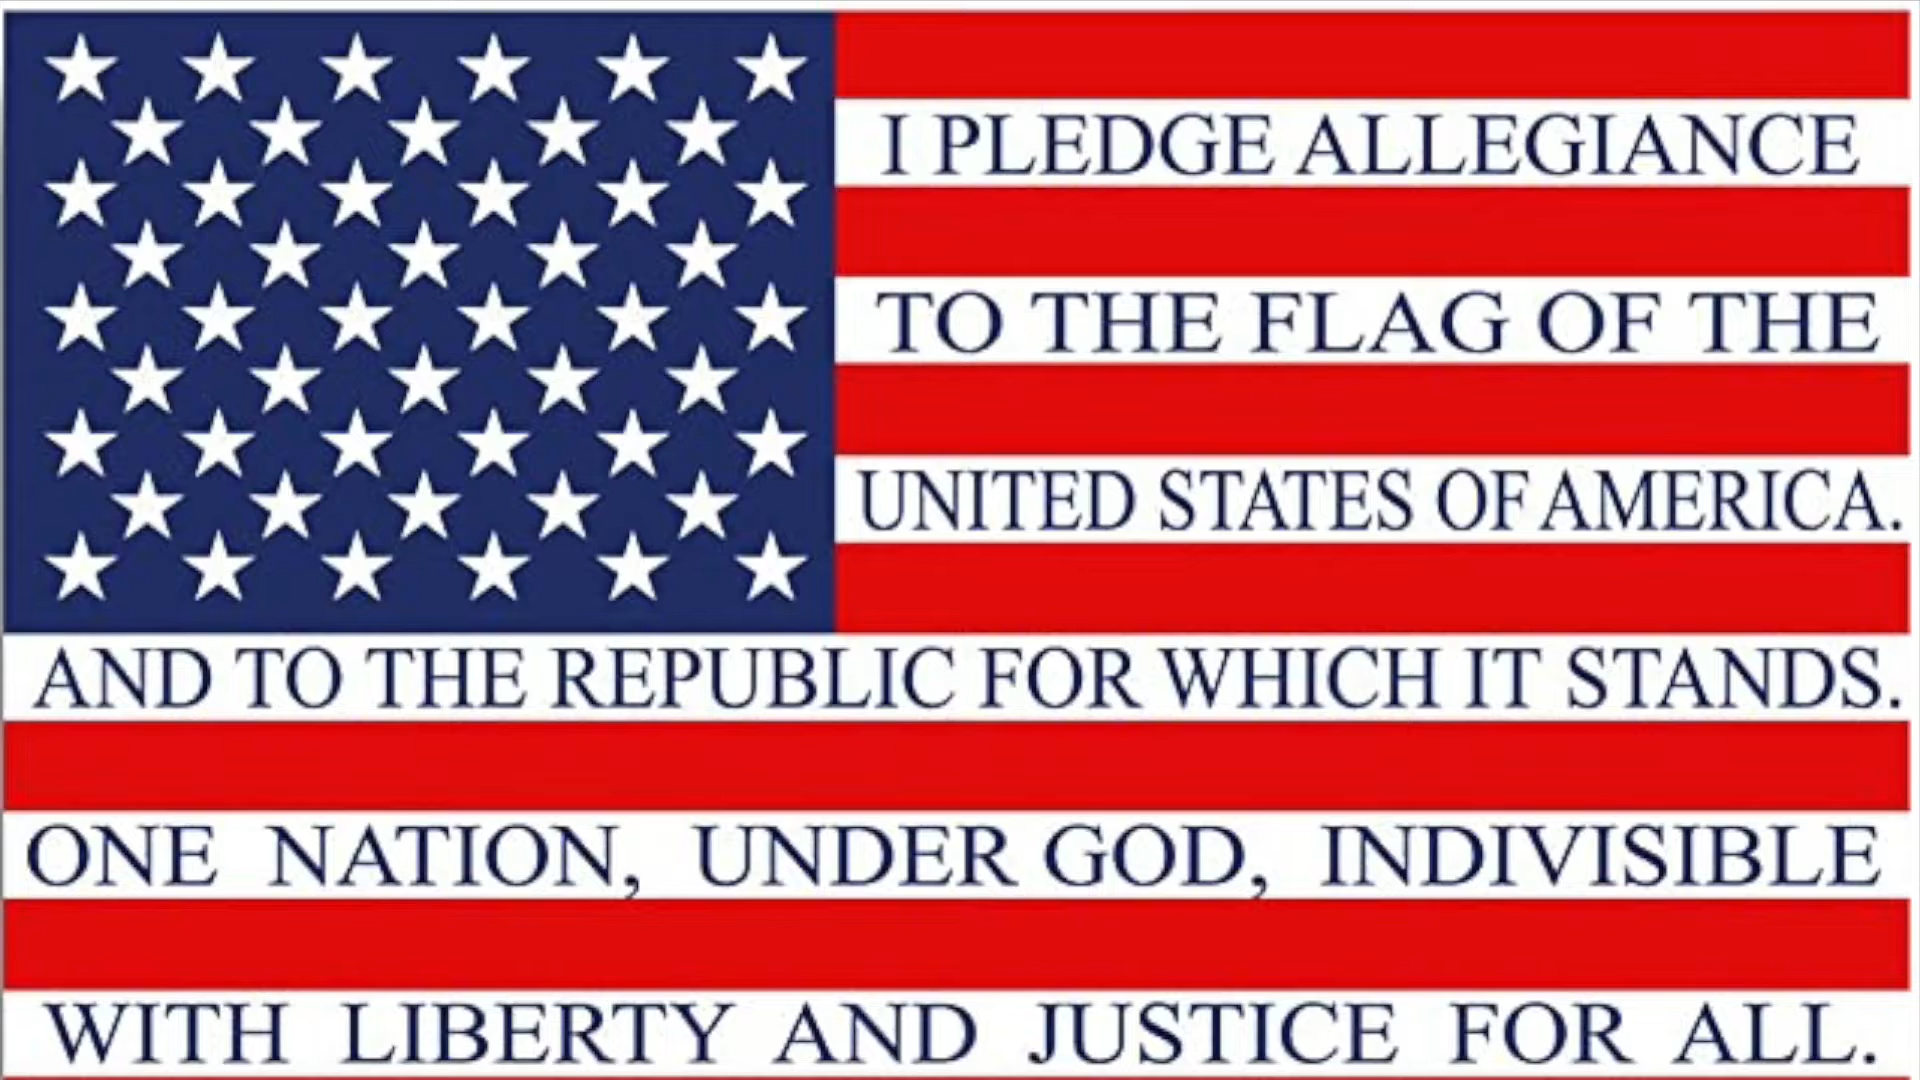 I PLEDGE ALLEGIANCE
TO THE FLAG OF THE
UNITED STATES OF AMERICA.
AND TO THE REPUBLIC FOR WHICH IT STANDS.
ONE NATION, UNDER GOD, INDIVISIBLE
WITH LIBERTY AND JUSTICE FOR ALL.